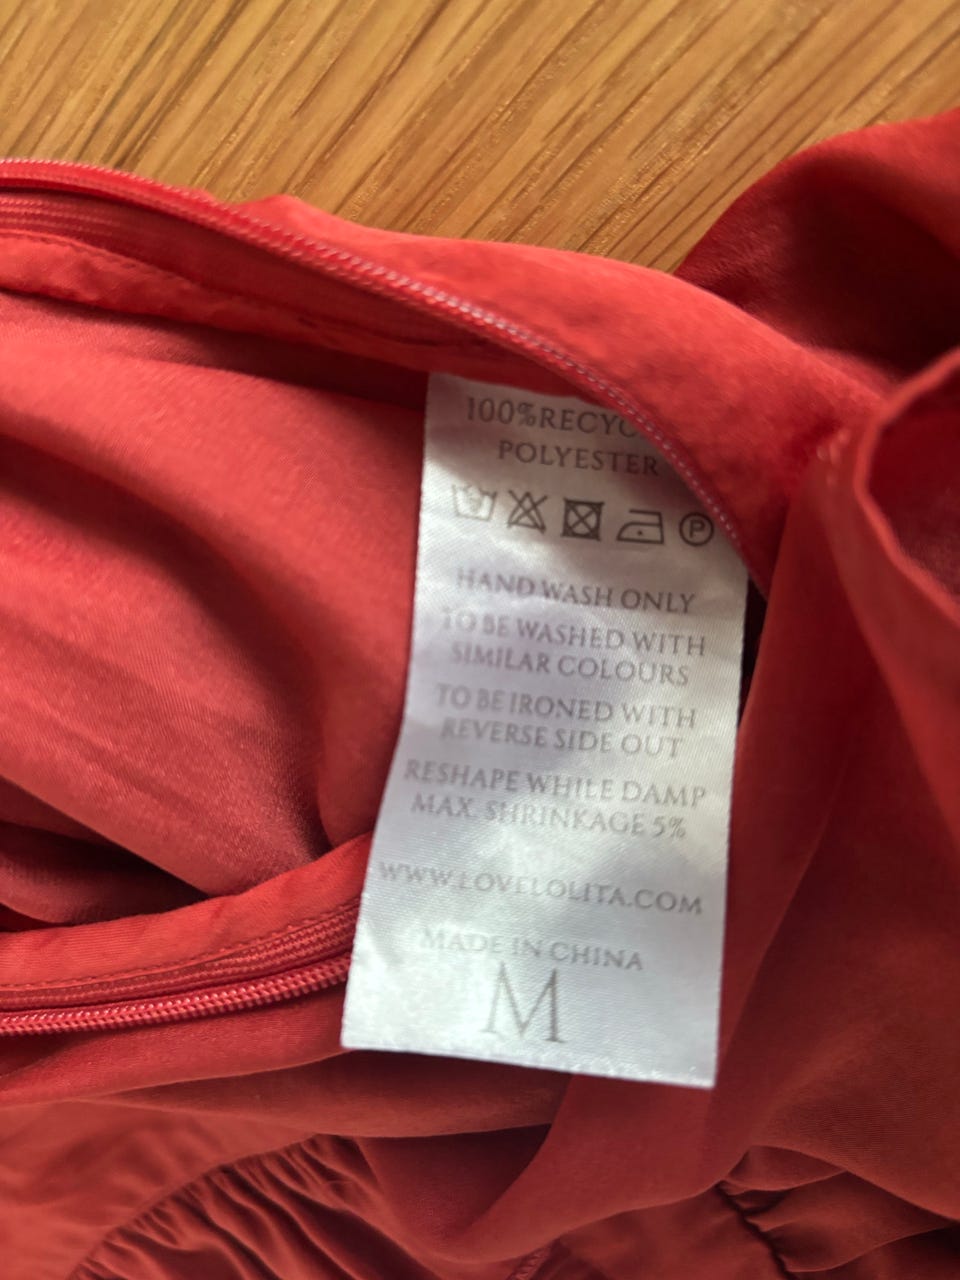 100% RECYC
POLYESTER
P
HAND WASH ONLY
TO BE WASHED WITH
SIMILAR COLOURS
TO BE IRONED WITH
REVERSE SIDE OUT
RESHAPE WHILE DAMP
MAX. SHRINKAGE 5%
WWW.LOVELOLITA.COM
MADE IN CHINA
M